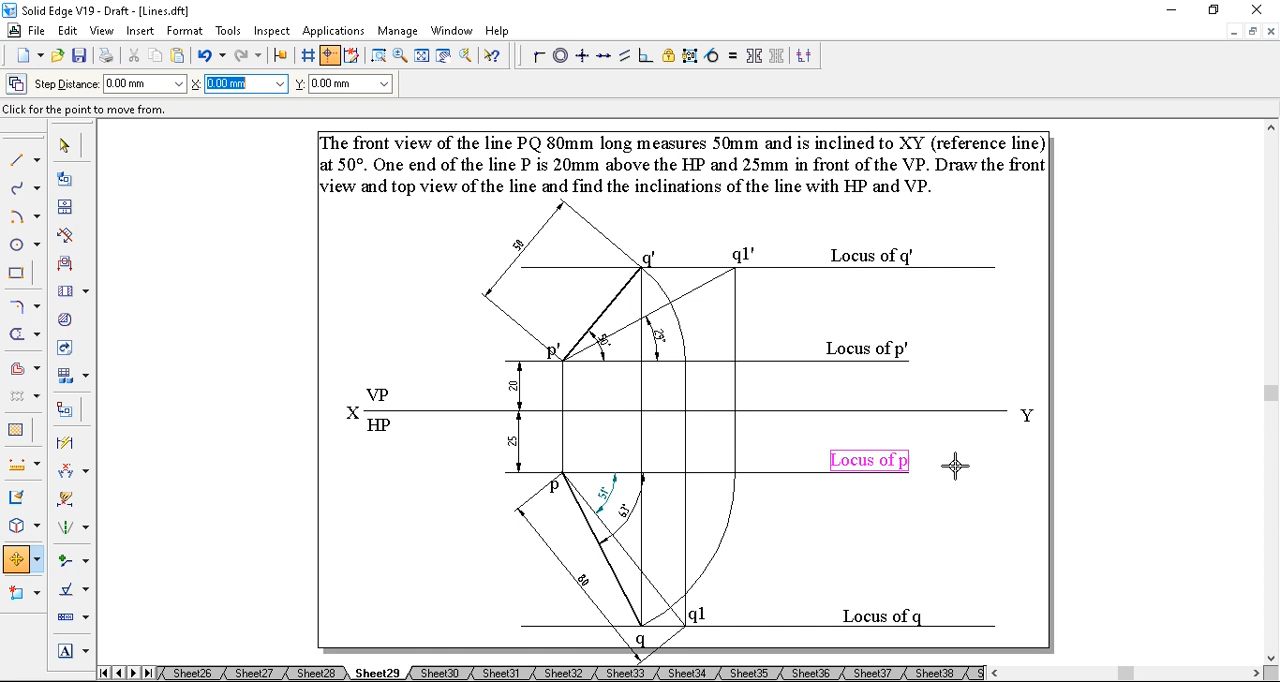 Solid Edge V19 - Draft - [Lines.dft]
File Edit View Insert Format Tools Inspect Applications Manage Window Help
Step Distance: 0.00 mm X: 0.00 mm Y: 0.00 mm
Click for the point to move from.
The front view of the line PQ 80mm long measures 50mm and is inclined to XY (reference line)
at 50°. One end of the line P is 20mm above the HP and 25mm in front of the VP. Draw the front
view and top view of the line and find the inclinations of the line with HP and VP.
50
q' q1' Locus of q'
50° 29°
p' Locus of p'
20
VP
X Y
HP
25
Locus of p
p 51° 63°
80
q1 Locus of q
q
Sheet26 Sheet27 Sheet28 Sheet29 Sheet30 Sheet31 Sheet32 Sheet33 Sheet34 Sheet35 Sheet36 Sheet37 Sheet38 S